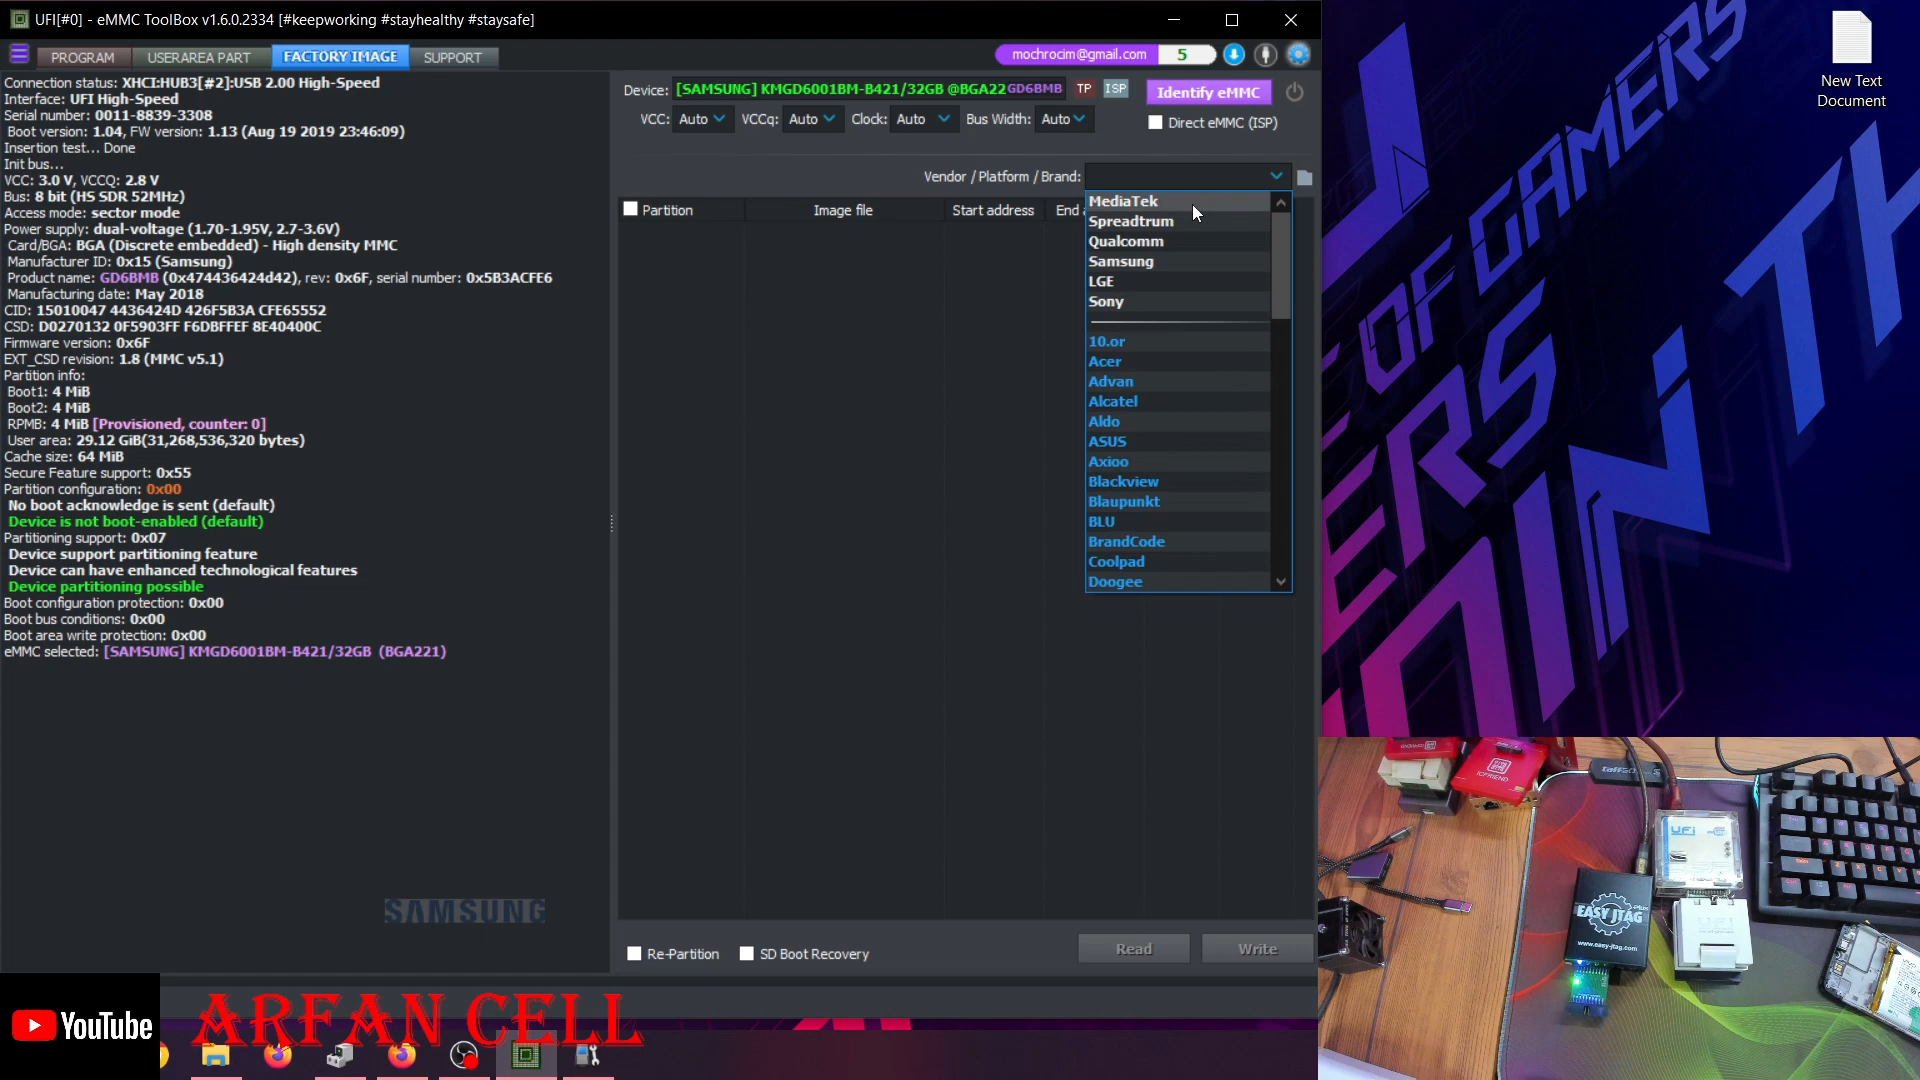 UFI[#0] - eMMC ToolBox v1.6.0.2334 [#keepworking #stayhealthy #staysafe]
PROGRAM
USERAREA PART
FACTORY IMAGE
SUPPORT
mochrocim@gmail.com
5
Connection status: XHCI:HUB3[#2]:USB 2.00 High-Speed
Interface: UFI High-Speed
Serial number: 0011-8839-3308
Boot version: 1.04, FW version: 1.13 (Aug 19 2019 23:46:09)
Insertion test... Done
Init bus...
VCC: 3.0 V, VCCQ: 2.8 V
Bus: 8 bit (HS SDR 52MHz)
Access mode: sector mode
Power supply: dual-voltage (1.70-1.95V, 2.7-3.6V)
Card/BGA: BGA (Discrete embedded) - High density MMC
Manufacturer ID: 0x15 (Samsung)
Product name: GD6BMB (0x474436424d42), rev: 0x6F, serial number: 0x5B3ACFE6
Manufacturing date: May 2018
CID: 15010047 4436424D 426F5B3A CFE65552
CSD: D0270132 0F5903FF F6DBFFEF 8E40400C
Firmware version: 0x6F
EXT_CSD revision: 1.8 (MMC v5.1)
Partition info:
Boot1: 4 MiB
Boot2: 4 MiB
RPMB: 4 MiB [Provisioned, counter: 0]
User area: 29.12 GiB(31,268,536,320 bytes)
Cache size: 64 MiB
Secure Feature support: 0x55
Partition configuration: 0x00
No boot acknowledge is sent (default)
Device is not boot-enabled (default)
Partitioning support: 0x07
Device support partitioning feature
Device can have enhanced technological features
Device partitioning possible
Boot configuration protection: 0x00
Boot bus conditions: 0x00
Boot area write protection: 0x00
eMMC selected: [SAMSUNG] KMGD6001BM-B421/32GB (BGA221)
SAMSUNG
Device: [SAMSUNG] KMGD6001BM-B421/32GB @BGA22 GD6BMB TP ISP Identify eMMC
VCC: Auto VCCq: Auto Clock: Auto Bus Width: Auto Direct eMMC (ISP)
Vendor / Platform / Brand:
Partition Image file Start address End a
MediaTek
Spreadtrum
Qualcomm
Samsung
LGE
Sony
10.or
Acer
Advan
Alcatel
Aldo
ASUS
Axioo
Blackview
Blaupunkt
BLU
BrandCode
Coolpad
Doogee
Re-Partition SD Boot Recovery Read Write
New Text
Document
OF GAMERS
YouTube
ARFAN CELL
ICFRIEND
UFi
EASY JTAG
plus
www.easy-jtag.com